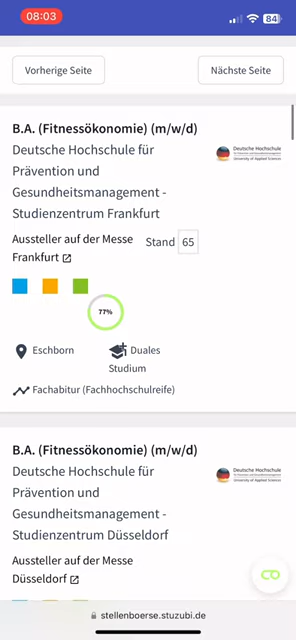 08:03
84
Vorherige Seite
Nächste Seite
B.A. (Fitnessökonomie) (m/w/d)
Deutsche Hochschule für
Prävention und
Gesundheitsmanagement -
Studienzentrum Frankfurt
Deutsche Hochschule
University of Applied Sciences
Aussteller auf der Messe
Frankfurt
Stand 65
77%
Eschborn
Duales
Studium
Fachabitur (Fachhochschulreife)
B.A. (Fitnessökonomie) (m/w/d)
Deutsche Hochschule für
Prävention und
Gesundheitsmanagement -
Studienzentrum Düsseldorf
Deutsche Hochschule
University of Applied Sciences
Aussteller auf der Messe
Düsseldorf
stellenboerse.stuzubi.de